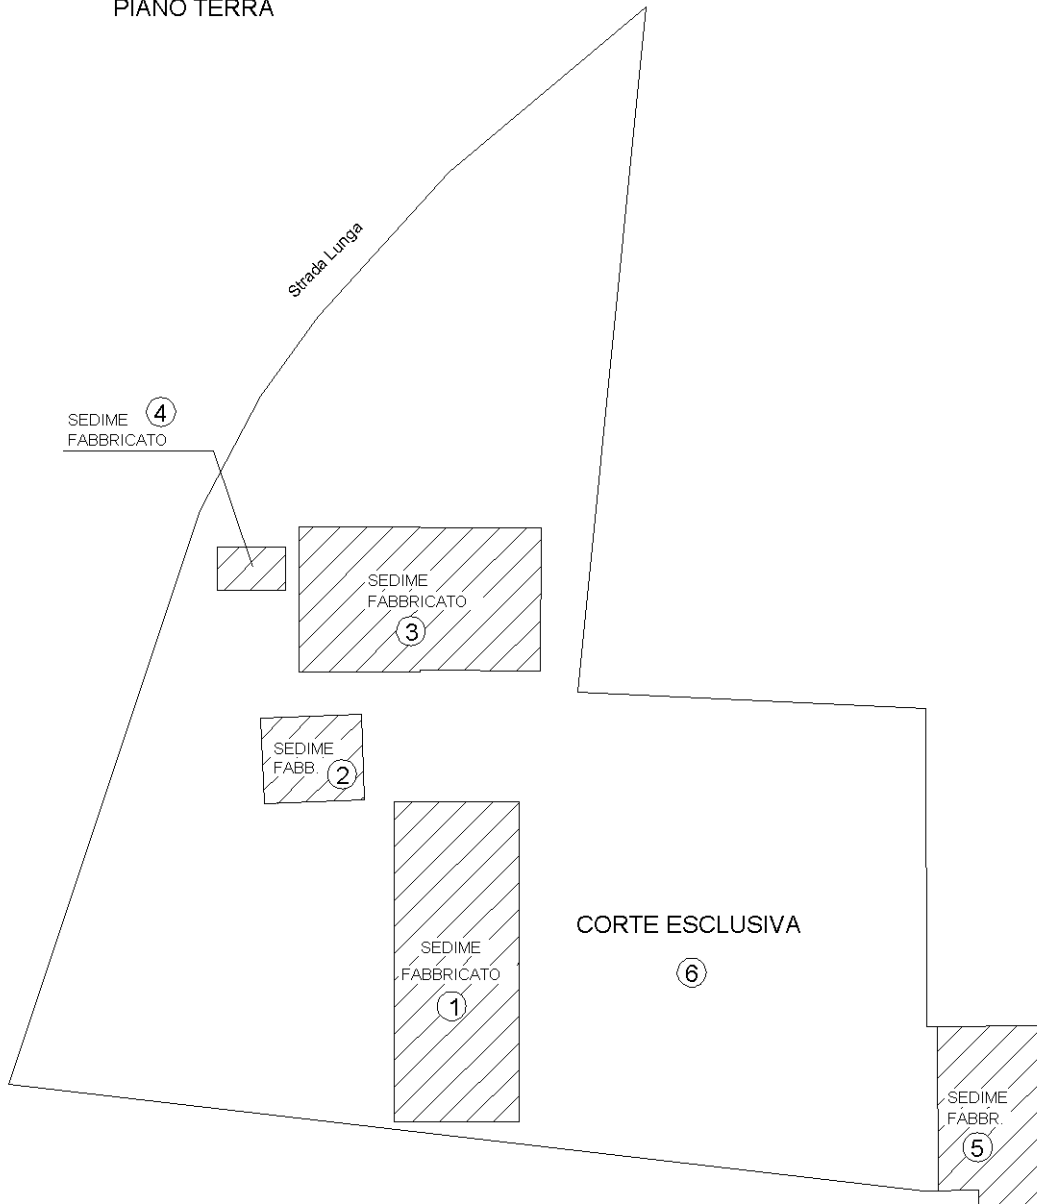 PIANO TERRA
Strada Lunga
SEDIME 4
FABBRICATO
SEDIME
FABBRICATO
3
SEDIME
FABB. 2
CORTE ESCLUSIVA
6
SEDIME
FABBRICATO
1
SEDIME
FABBR.
5